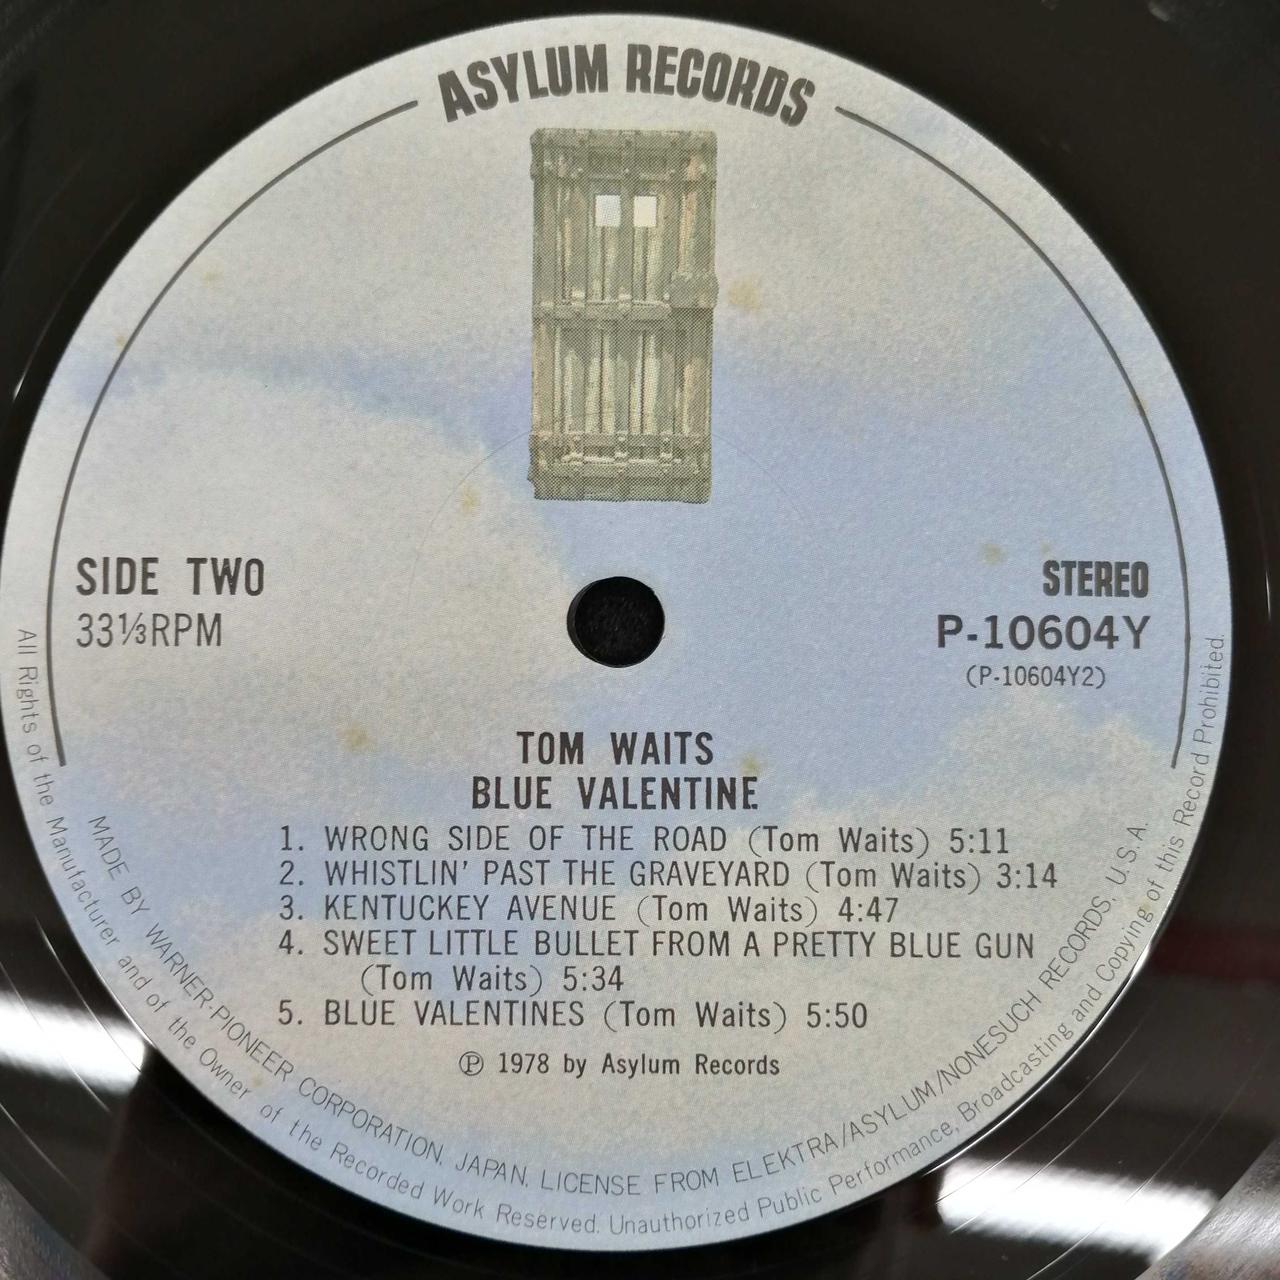 ASYLUM RECORDS
SIDE TWO
33⅓RPM
STEREO
P-10604Y
(P-10604Y2)
TOM WAITS
BLUE VALENTINE
1. WRONG SIDE OF THE ROAD (Tom Waits) 5:11
2. WHISTLIN' PAST THE GRAVEYARD (Tom Waits) 3:14
3. KENTUCKEY AVENUE (Tom Waits) 4:47
4. SWEET LITTLE BULLET FROM A PRETTY BLUE GUN
(Tom Waits) 5:34
5. BLUE VALENTINES (Tom Waits) 5:50
℗ 1978 by Asylum Records
MADE BY WARNER-PIONEER CORPORATION, JAPAN. LICENSE FROM ELEKTRA/ASYLUM/NONESUCH RECORDS, U.S.A.
All Rights of the Manufacturer and of the Owner of the Recorded Work Reserved. Unauthorized Public Performance, Broadcasting and Copying of this Record Prohibited.